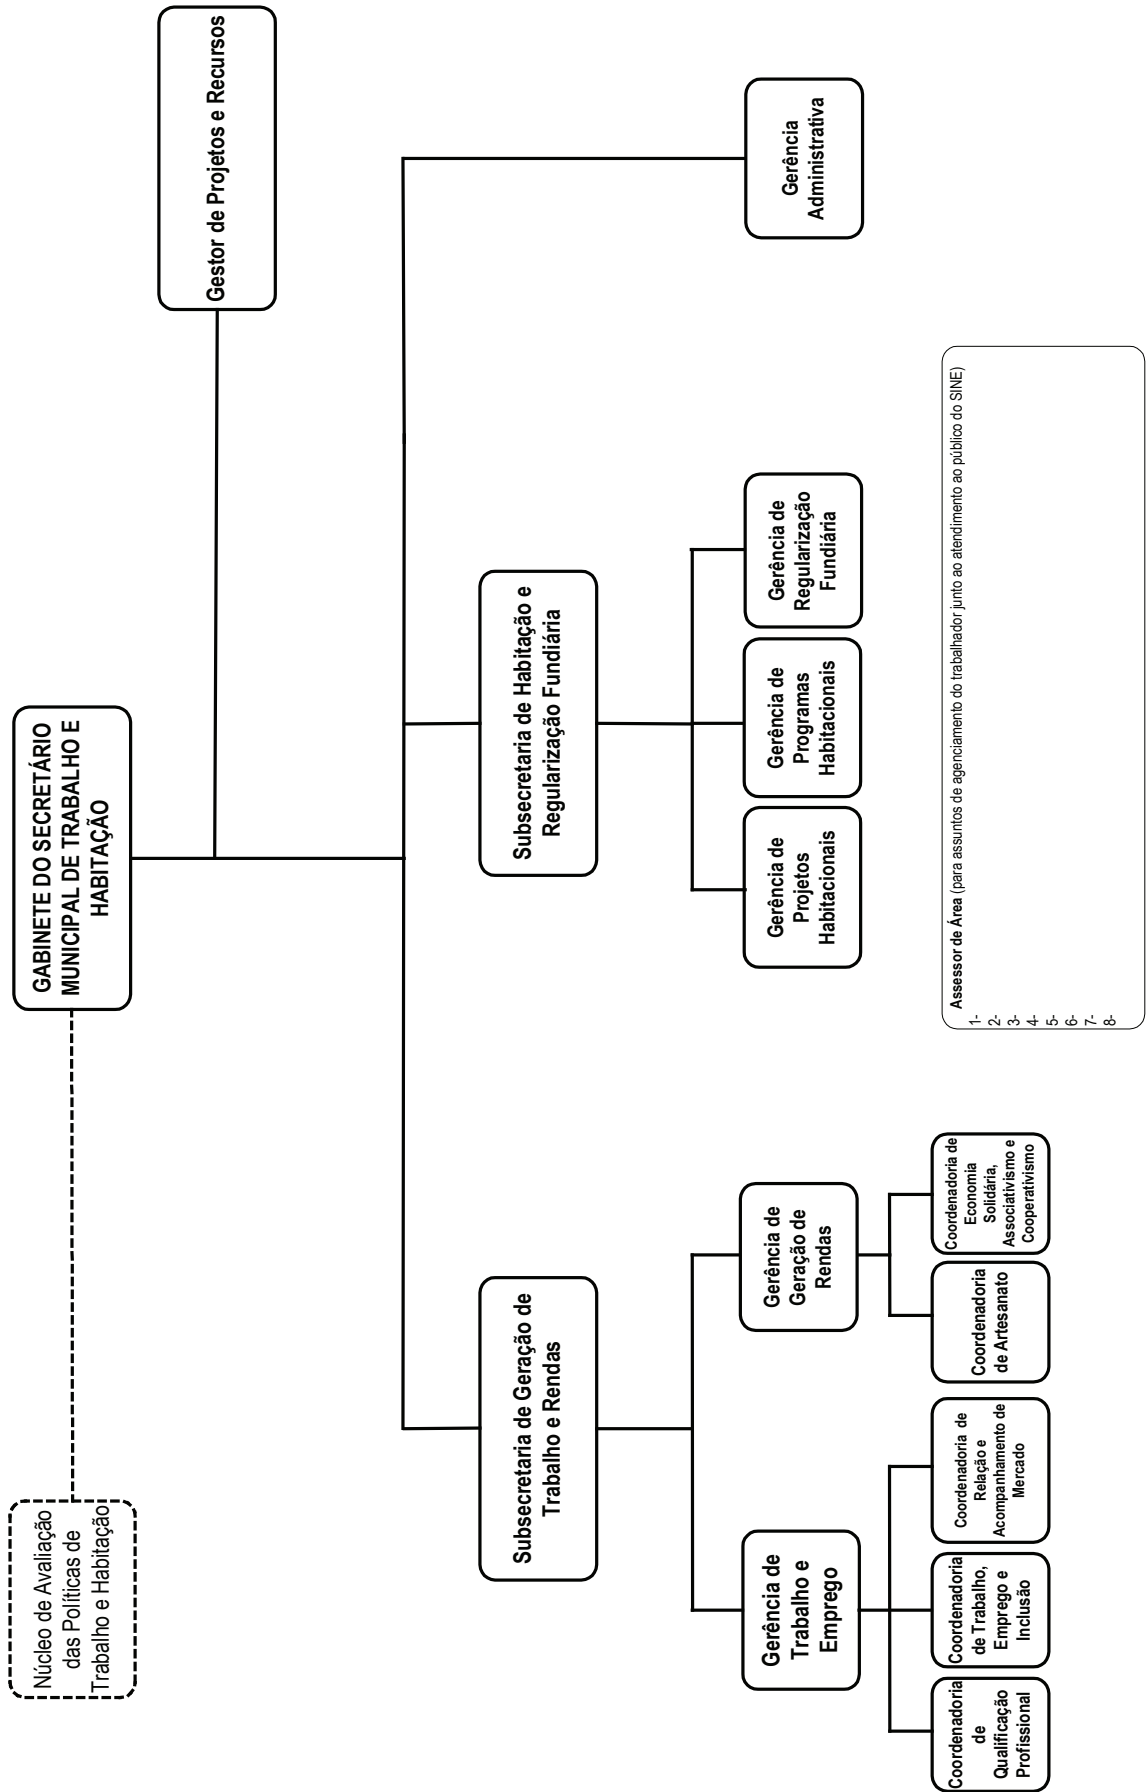 GABINETE DO SECRETÁRIO
MUNICIPAL DE TRABALHO E
HABITAÇÃO
Núcleo de Avaliação
das Políticas de
Trabalho e Habitação
Gestor de Projetos e Recursos
Subsecretaria de Geração de
Trabalho e Rendas
Subsecretaria de Habitação e
Regularização Fundiária
Gerência de
Trabalho e
Emprego
Gerência de
Geração de
Rendas
Gerência de
Projetos
Habitacionais
Gerência de
Programas
Habitacionais
Gerência de
Regularização
Fundiária
Gerência
Administrativa
Coordenadoria
de
Qualificação
Profissional
Coordenadoria
de Trabalho,
Emprego e
Inclusão
Coordenadoria de
Relação e
Acompanhamento de
Mercado
Coordenadoria
de Artesanato
Coordenadoria de
Economia
Solidária,
Associativismo e
Cooperativismo
Assessor de Área (para assuntos de agenciamento do trabalhador junto ao atendimento ao público do SINE)
1-
2-
3-
4-
5-
6-
7-
8-